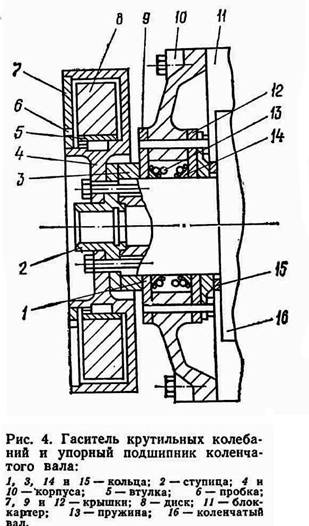 8
9
10
11
7
6
5
4
3
12
13
14
2
1
15
16
Рис. 4. Гаситель крутильных колеба-
ний и упорный подшипник коленча-
того вала:
1, 3, 14 и 15 — кольца; 2 — ступица; 4 и
10 — корпуса; 5 — втулка; 6 — пробка;
7, 9 и 12 — крышки; 8 — диск; 11 — блок-
картер; 13 — пружина; 16 — коленчатый
вал.